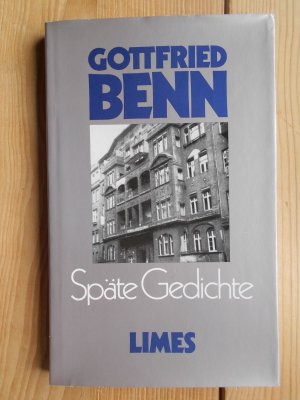 GOTTFRIED
BENN
Späte Gedichte
LIMES